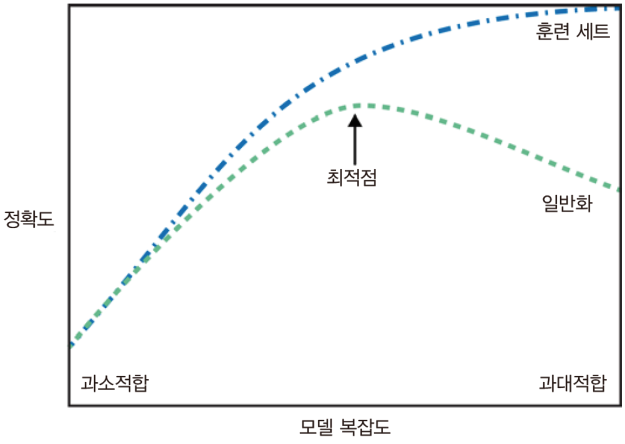 훈련 세트
최적점
일반화
정확도
과소적합
과대적합
모델 복잡도